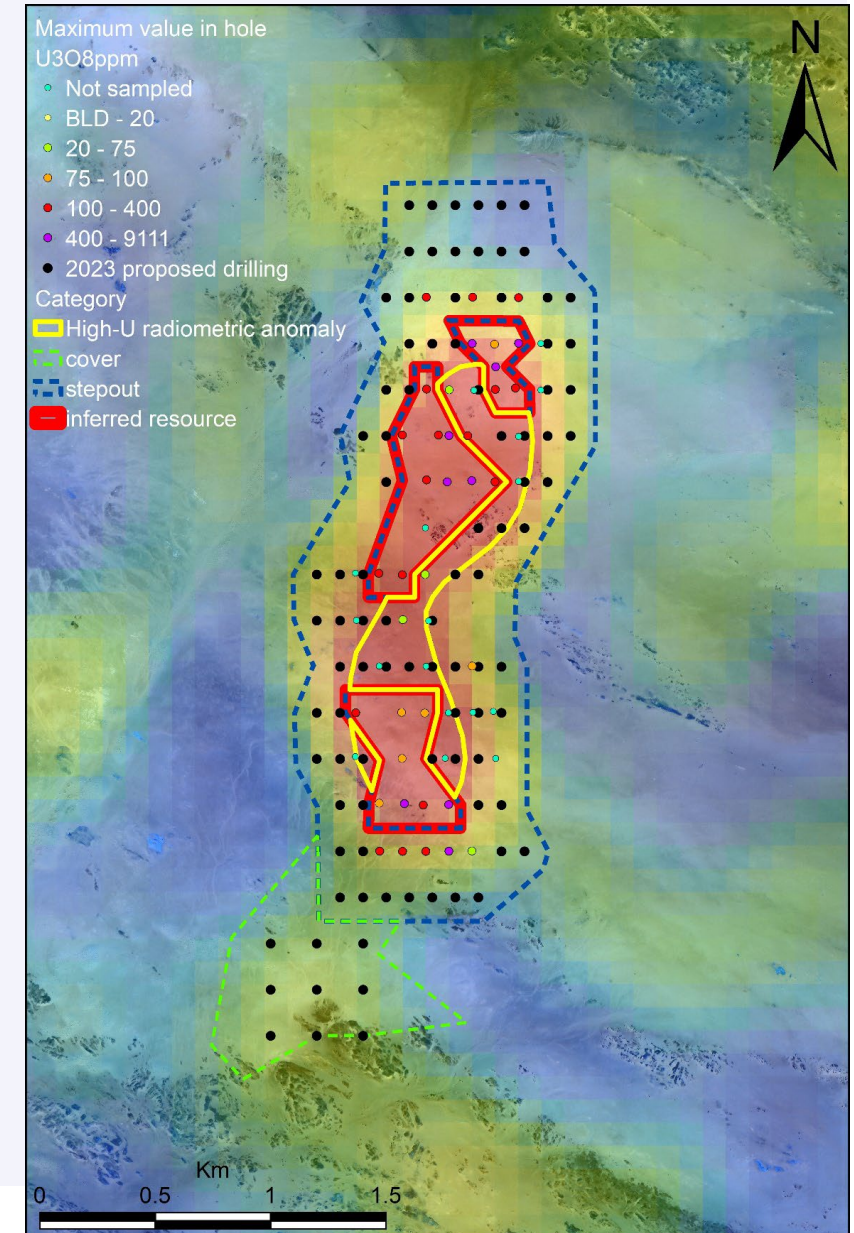 Maximum value in hole
U3O8ppm
Not sampled
BLD - 20
20 - 75
75 - 100
100 - 400
400 - 9111
2023 proposed drilling
Category
High-U radiometric anomaly
cover
stepout
inferred resource
N
Km
0 0.5 1 1.5